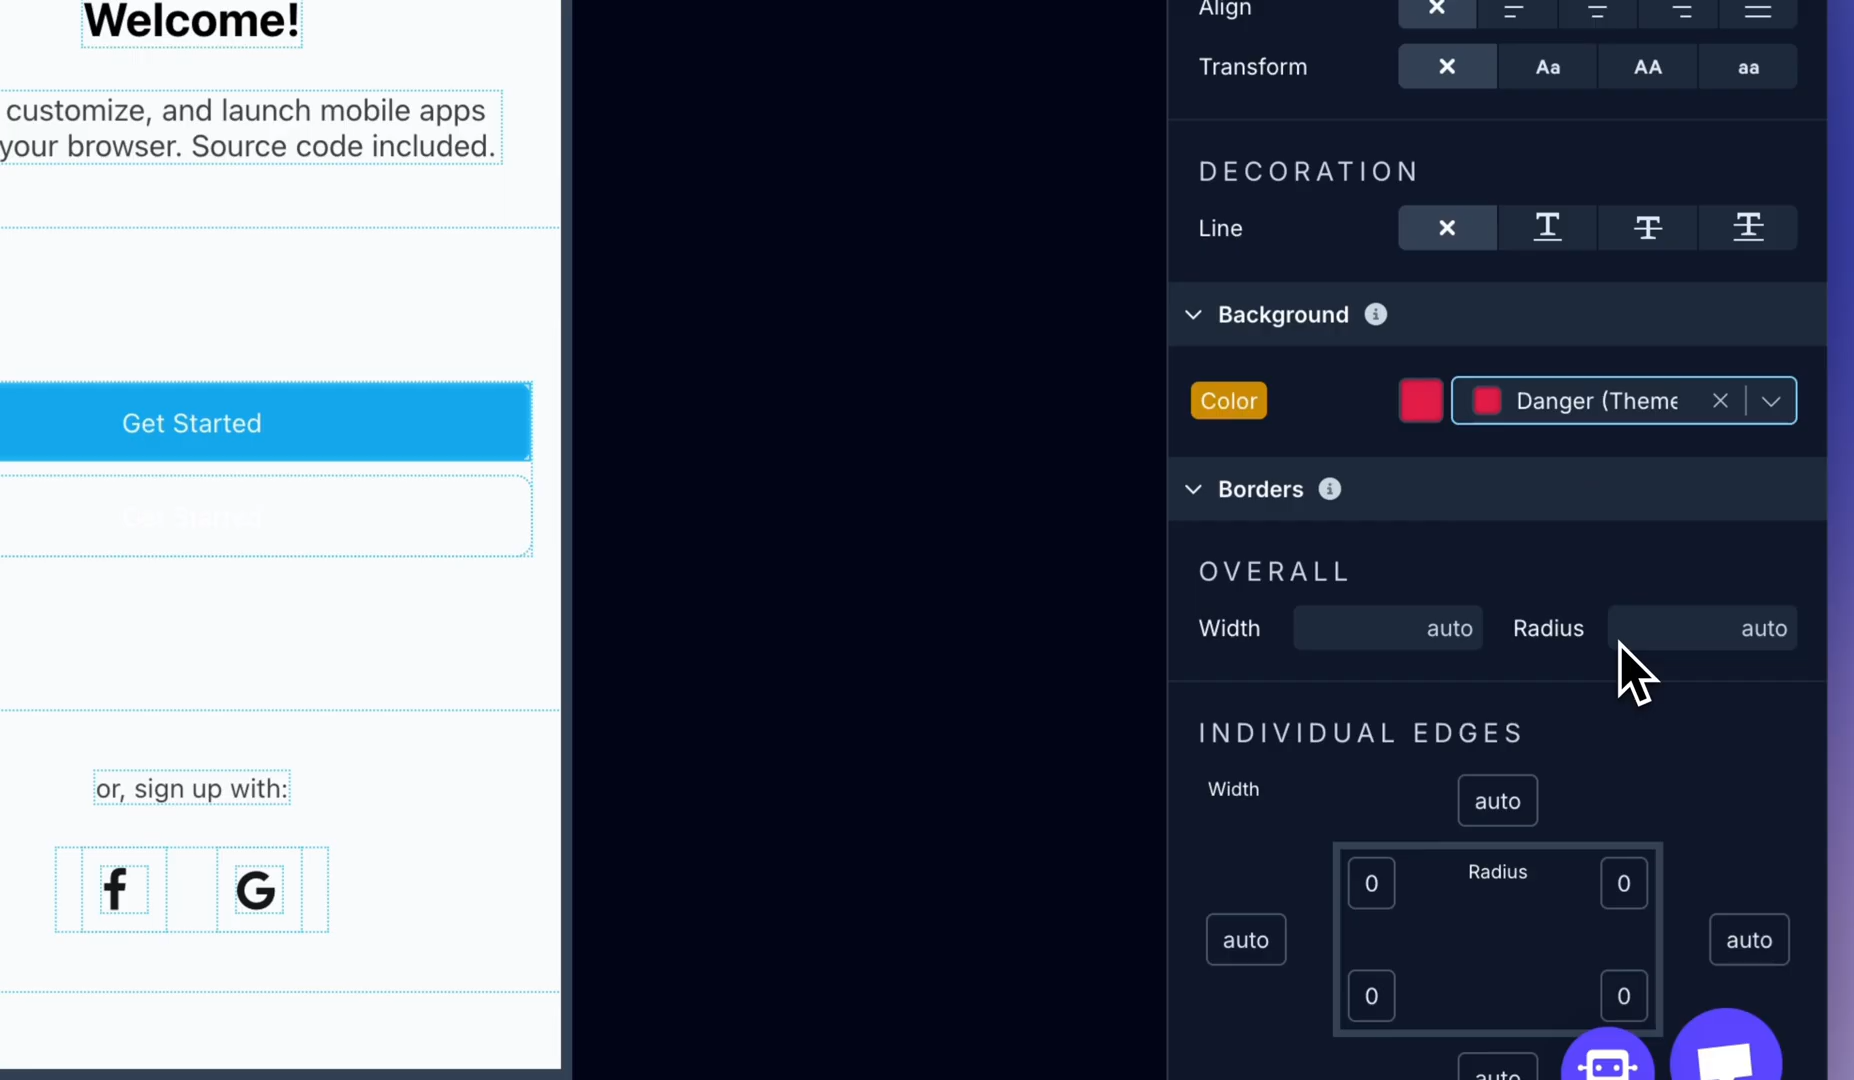 Welcome!
customize, and launch mobile apps
your browser. Source code included.
Get Started
Get Started
or, sign up with:
Align
Transform
Aa
AA
aa
DECORATION
Line
T
T
T
Background
Color
Danger (Theme
Borders
OVERALL
Width
auto
Radius
auto
INDIVIDUAL EDGES
Width
auto
Radius
0
0
auto
auto
0
0
auto